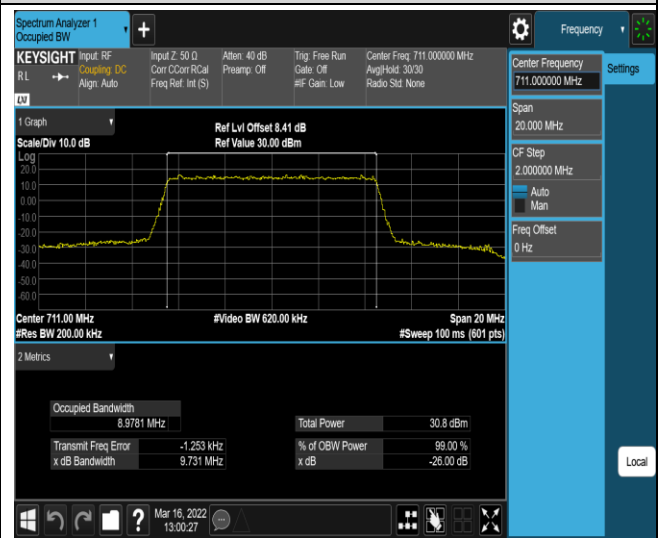 Spectrum Analyzer 1
Occupied BW
Frequency
KEYSIGHT
RL
LXI
Input: RF
Coupling: DC
Align: Auto
Input Z: 50 Ω
Corr CCorr RCal
Freq Ref: Int (S)
Atten: 40 dB
Preamp: Off
Trig: Free Run
Gate: Off
#IF Gain: Low
Center Freq: 711.000000 MHz
Avg|Hold: 30/30
Radio Std: None
Center Frequency
711.000000 MHz
Settings
Span
20.000 MHz
CF Step
2.000000 MHz
Auto
Man
Freq Offset
0 Hz
1 Graph
Scale/Div 10.0 dB
Ref Lvl Offset 8.41 dB
Ref Value 30.00 dBm
Log
20.0
10.0
0.00
-10.0
-20.0
-30.0
-40.0
-50.0
-60.0
Center 711.00 MHz
#Video BW 620.00 kHz
Span 20 MHz
#Res BW 200.00 kHz
#Sweep 100 ms (601 pts)
2 Metrics
Occupied Bandwidth
8.9781 MHz
Total Power 30.8 dBm
Transmit Freq Error -1.253 kHz
% of OBW Power 99.00 %
x dB Bandwidth 9.731 MHz
x dB -26.00 dB
Local
?
Mar 16, 2022
13:00:27